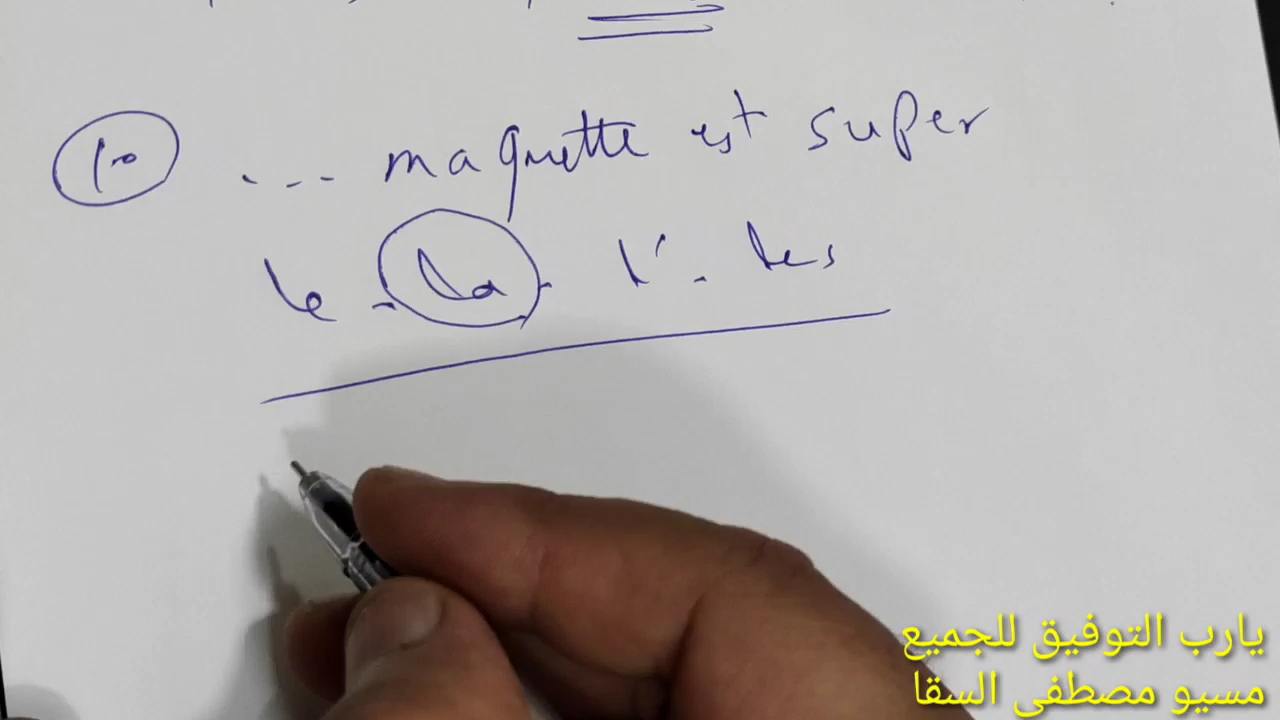 10 ... maquette est super
le . la . l' . les
يارب التوفيق للجميع
مسيو مصطفى السقا